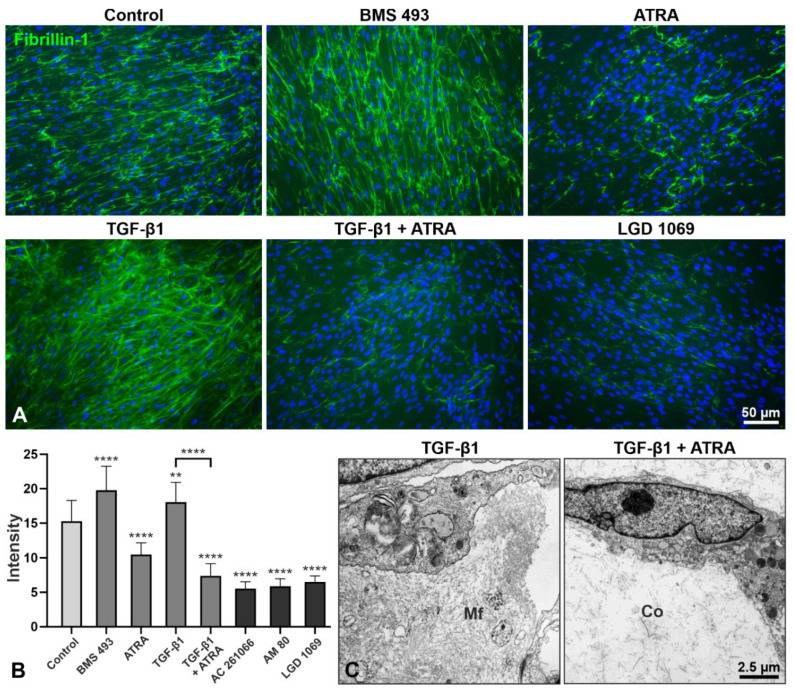 Control
BMS 493
ATRA
Fibrillin-1
TGF-β1
TGF-β1 + ATRA
LGD 1069
A
50 µm
25
20
15
10
5
0
Intensity
****
****
**
****
****
****
****
****
Control
BMS 493
ATRA
TGF-β1
TGF-β1
+ ATRA
AC 261066
AM 80
LGD 1069
B
TGF-β1
TGF-β1 + ATRA
Mf
Co
C
2.5 µm